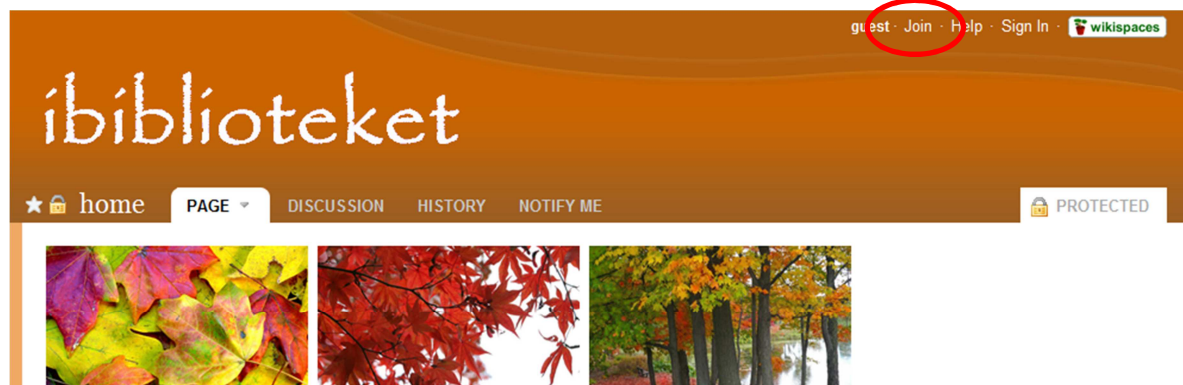 guest · Join · Help · Sign In · wikispaces
ibiblioteket
home PAGE DISCUSSION HISTORY NOTIFY ME PROTECTED